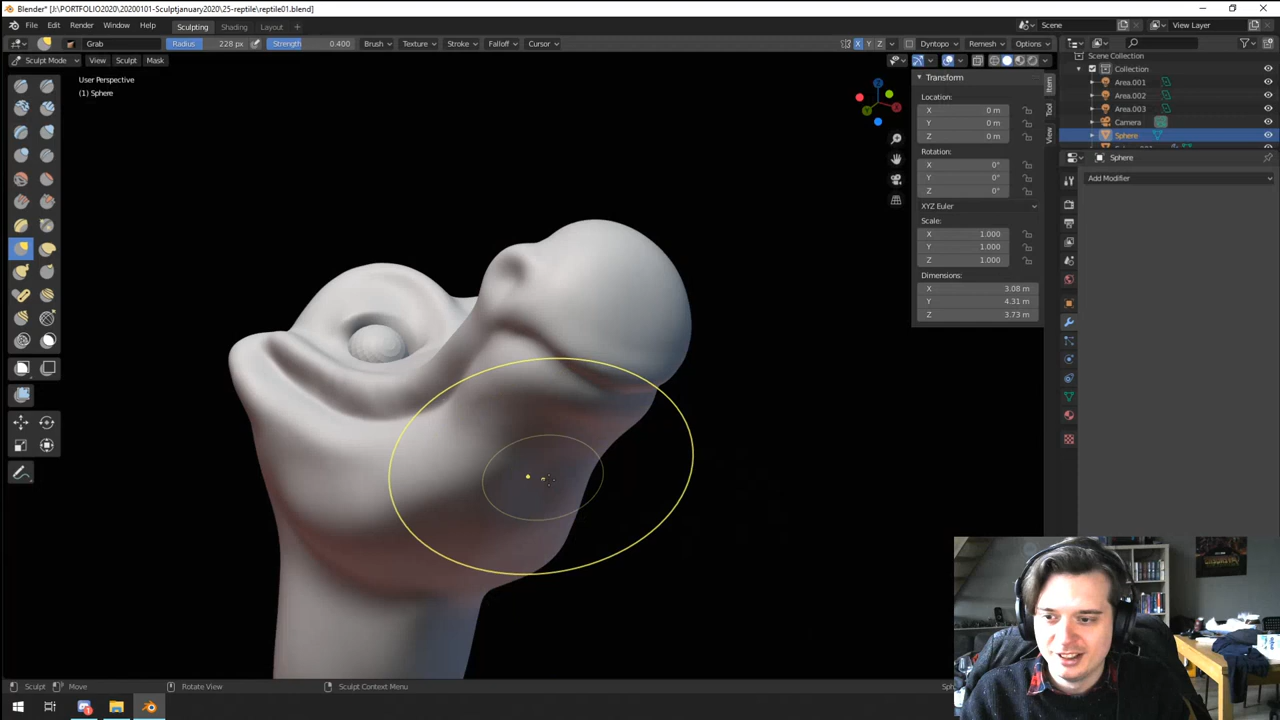 Blender* [J:\PORTFOLIO2020\20200101-Sculptjanuary2020\25-reptile\reptile01.blend]
File Edit Render Window Help Sculpting Shading Layout + Scene View Layer
Grab Radius 228 px Strength 0.400 Brush Texture Stroke Falloff Cursor X Y Z Dyntopo Remesh Options
Sculpt Mode View Sculpt Mask
User Perspective
(1) Sphere
Transform
Location:
X 0 m
Y 0 m
Z 0 m
Rotation:
X 0°
Y 0°
Z 0°
XYZ Euler
Scale:
X 1.000
Y 1.000
Z 1.000
Dimensions:
X 3.08 m
Y 4.31 m
Z 3.73 m
Item
Tool
View
Z
X
Y
Scene Collection
Collection
Area.001
Area.002
Area.003
Camera
Sphere
Sphere
Add Modifier
Sculpt Move Rotate View Sculpt Context Menu